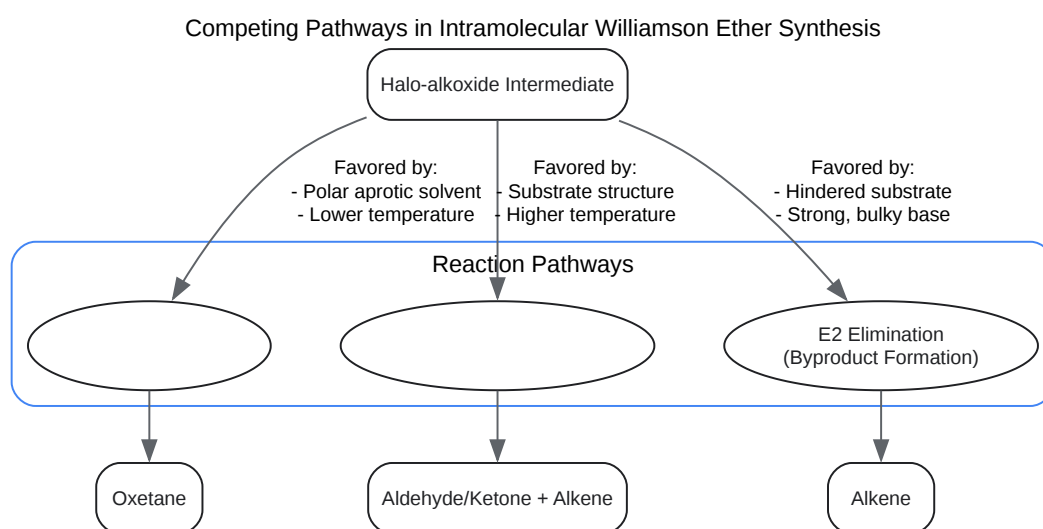 Competing Pathways in Intramolecular Williamson Ether Synthesis
Halo-alkoxide Intermediate
Favored by:
- Polar aprotic solvent
- Lower temperature
Favored by:
- Substrate structure
- Higher temperature
Favored by:
- Hindered substrate
- Strong, bulky base
Reaction Pathways
E2 Elimination
(Byproduct Formation)
Oxetane
Aldehyde/Ketone + Alkene
Alkene